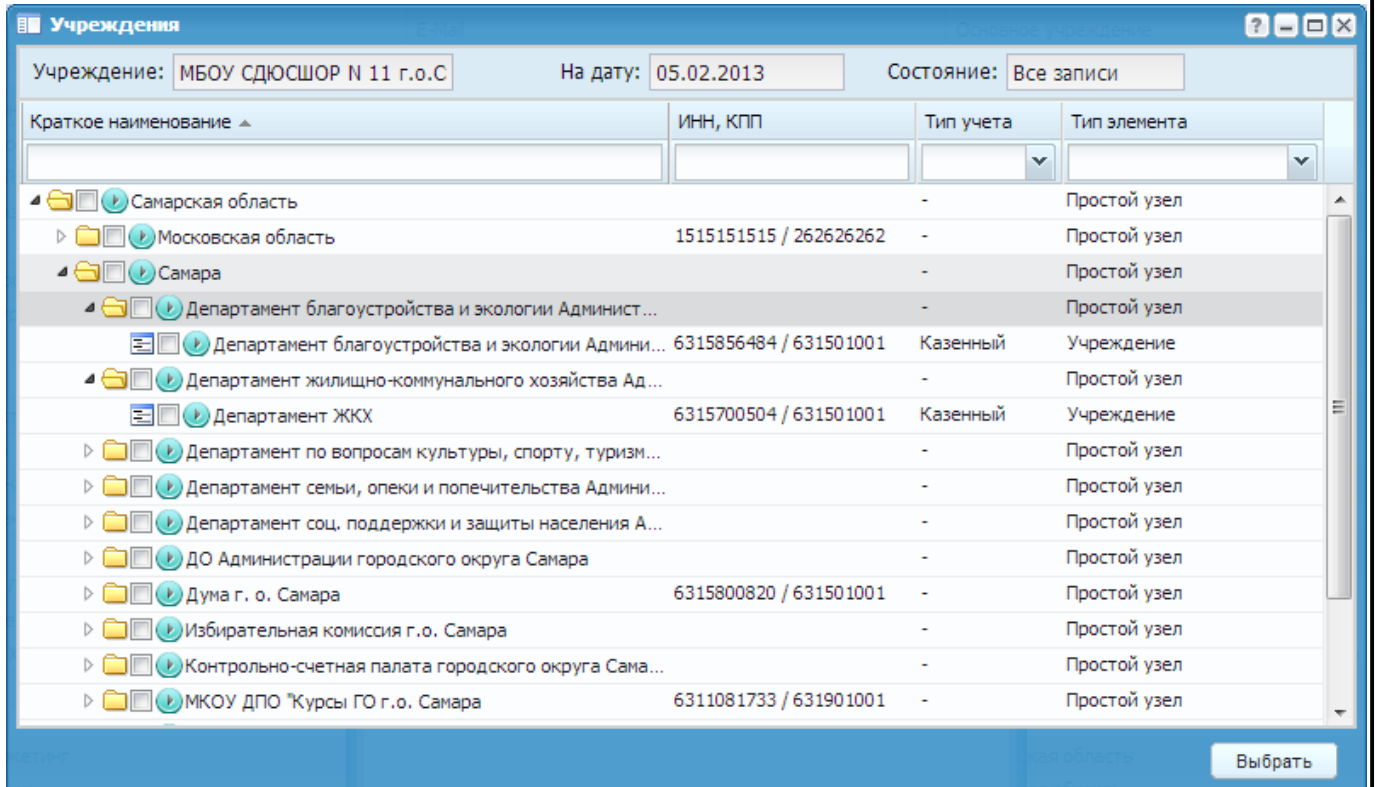 Учреждения
E-Mail
Основное учреждение
Учреждение: МБОУ СДЮСШОР N 11 г.о.С На дату: 05.02.2013 Состояние: Все записи
Краткое наименование ИНН, КПП Тип учета Тип элемента
Самарская область - Простой узел
Московская область 1515151515 / 262626262 - Простой узел
Самара - Простой узел
Департамент благоустройства и экологии Админист... - Простой узел
Департамент благоустройства и экологии Админи... 6315856484 / 631501001 Казенный Учреждение
Департамент жилищно-коммунального хозяйства Ад... - Простой узел
Департамент ЖКХ 6315700504 / 631501001 Казенный Учреждение
Департамент по вопросам культуры, спорту, туризм... - Простой узел
Департамент семьи, опеки и попечительства Админи... - Простой узел
Департамент соц. поддержки и защиты населения А... - Простой узел
ДО Администрации городского округа Самара - Простой узел
Дума г. о. Самара 6315800820 / 631501001 - Простой узел
Избирательная комиссия г.о. Самара - Простой узел
Контрольно-счетная палата городского округа Сама... - Простой узел
МКОУ ДПО "Курсы ГО г.о. Самара 6311081733 / 631901001 - Простой узел
кетинг
ская область
Выбрать